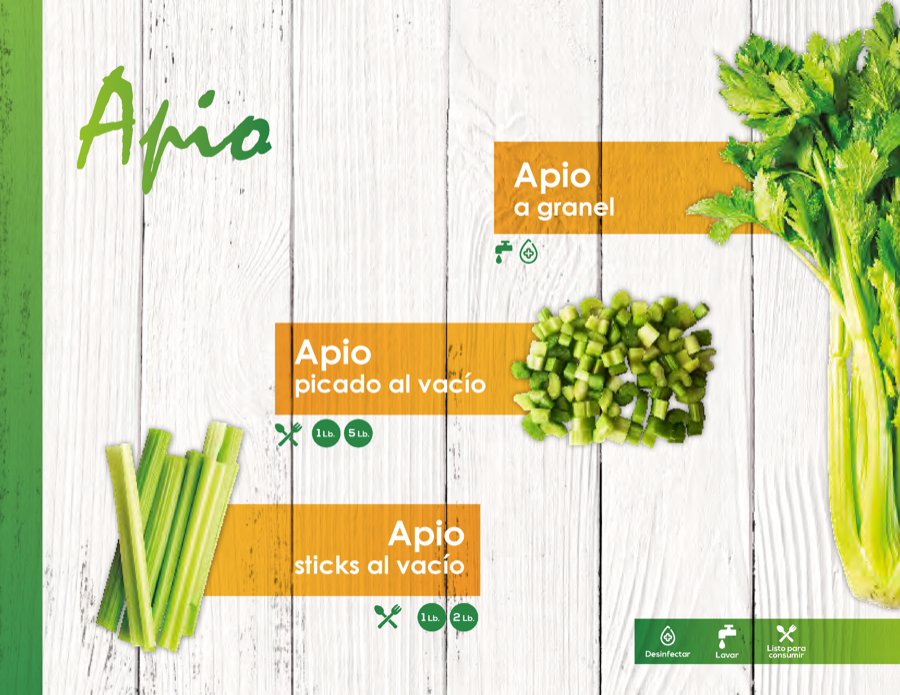 Apio
Apio
a granel
Apio
picado al vacío
1 Lb. 5 Lb.
Apio
sticks al vacío
1 Lb. 2 Lb.
Desinfectar
Lavar
Listo para
consumir